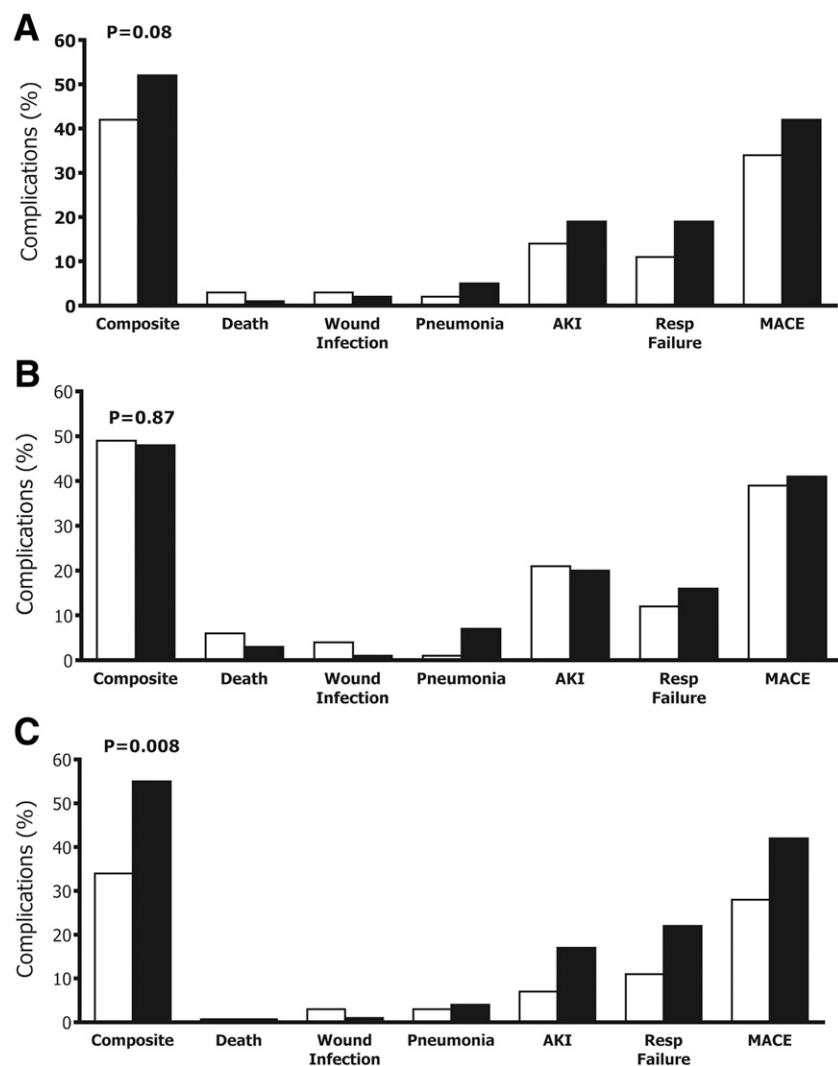 A
P=0.08
Complications (%)
60
50
40
30
20
10
0
Composite Death Wound Infection Pneumonia AKI Resp Failure MACE
B
P=0.87
Complications (%)
60
50
40
30
20
10
0
Composite Death Wound Infection Pneumonia AKI Resp Failure MACE
C
P=0.008
Complications (%)
60
50
40
30
20
10
0
Composite Death Wound Infection Pneumonia AKI Resp Failure MACE